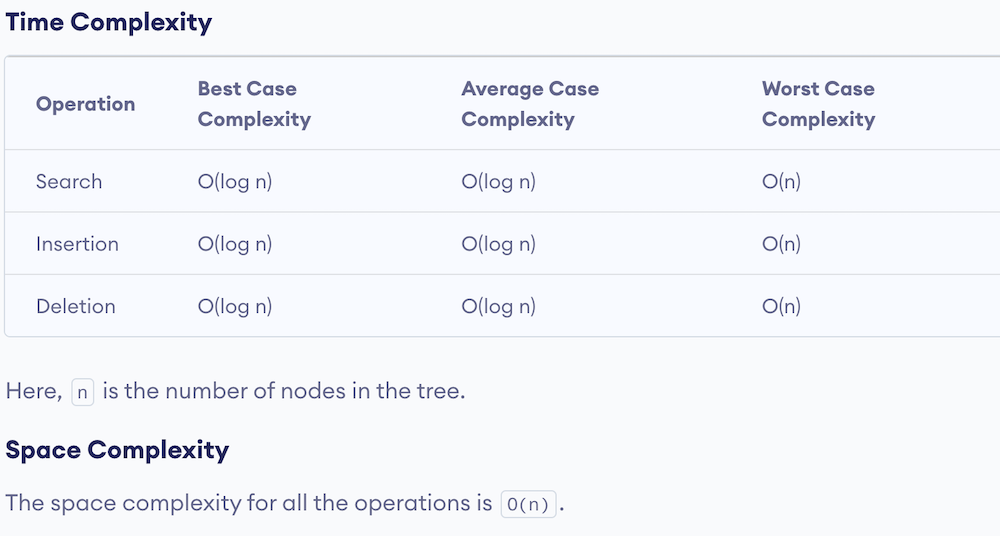 Time Complexity
Operation
Best Case
Complexity
Average Case
Complexity
Worst Case
Complexity
Search O(log n) O(log n) O(n)
Insertion O(log n) O(log n) O(n)
Deletion O(log n) O(log n) O(n)
Here, n is the number of nodes in the tree.
Space Complexity
The space complexity for all the operations is O(n).